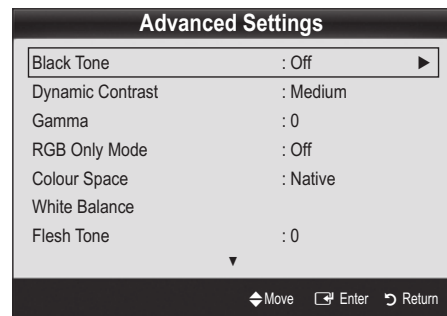 Advanced Settings
Black Tone : Off ►
Dynamic Contrast : Medium
Gamma : 0
RGB Only Mode : Off
Colour Space : Native
White Balance
Flesh Tone : 0
▼
Move Enter Return